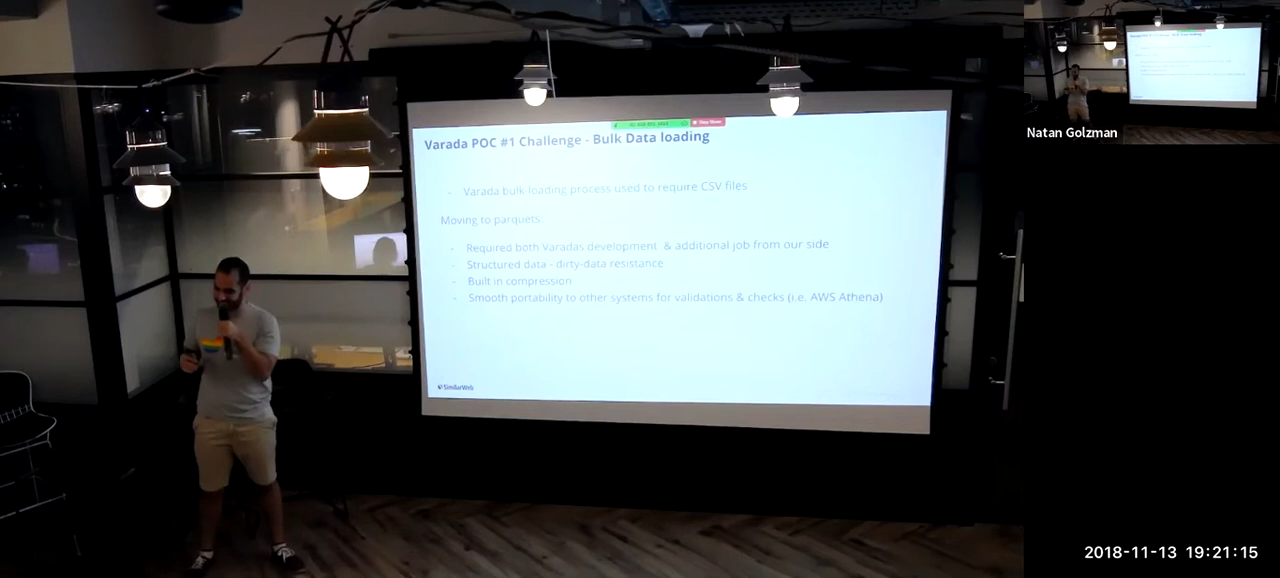 Varada POC #1 Challenge - Bulk Data loading
- Varada bulk-loading process used to require CSV files
Moving to parquets
- Required both Varadas development & additional job from our side
- Structured data - dirty-data resistance
- Built in compression
- Smooth portability to other systems for validations & checks (i.e. AWS Athena)
SimilarWeb
Natan Golzman
2018-11-13 19:21:15